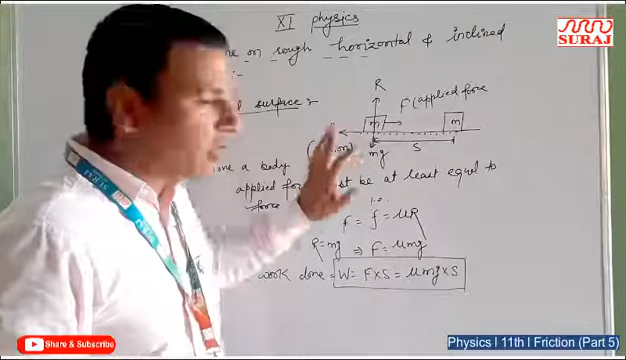 XI physics
on rough horizontal & inclined
surface :-
R
F (applied force
m
m
S
mg
a body
applied must be at least equal to
force
i.e.
f = f = μR
R = mg ⇒ F = μmg
work done = W = F×S = μmg×S
SURAJ
Share & Subscribe
Physics l 11th l Friction (Part 5)